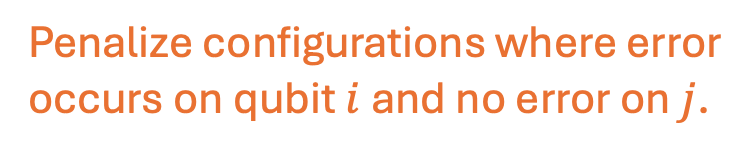 Penalize configurations where error
occurs on qubit i and no error on j.